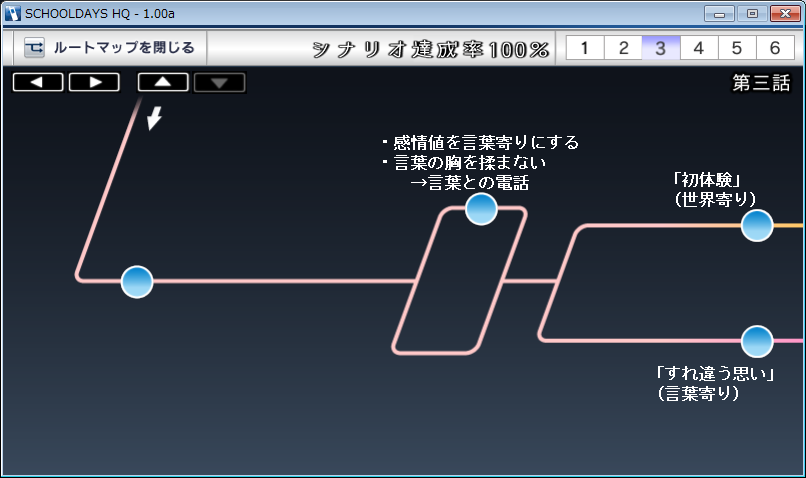 SCHOOLDAYS HQ - 1.00a
ルートマップを閉じる
シナリオ達成率100%
1 2 3 4 5 6
第三話
・感情値を言葉寄りにする
・言葉の胸を揉まない
→言葉との電話
「初体験」
(世界寄り)
「すれ違う思い」
(言葉寄り)